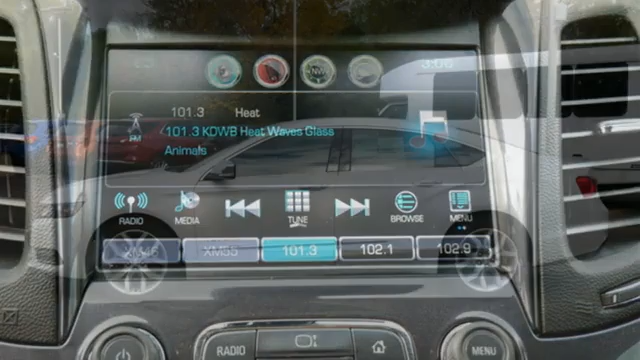 3:06
101.3 Heat
FM
101.3 KDWB Heat Waves Glass
Animals
RADIO MEDIA TUNE BROWSE MENU
XM55 101.3 102.1 102.9
RADIO MENU